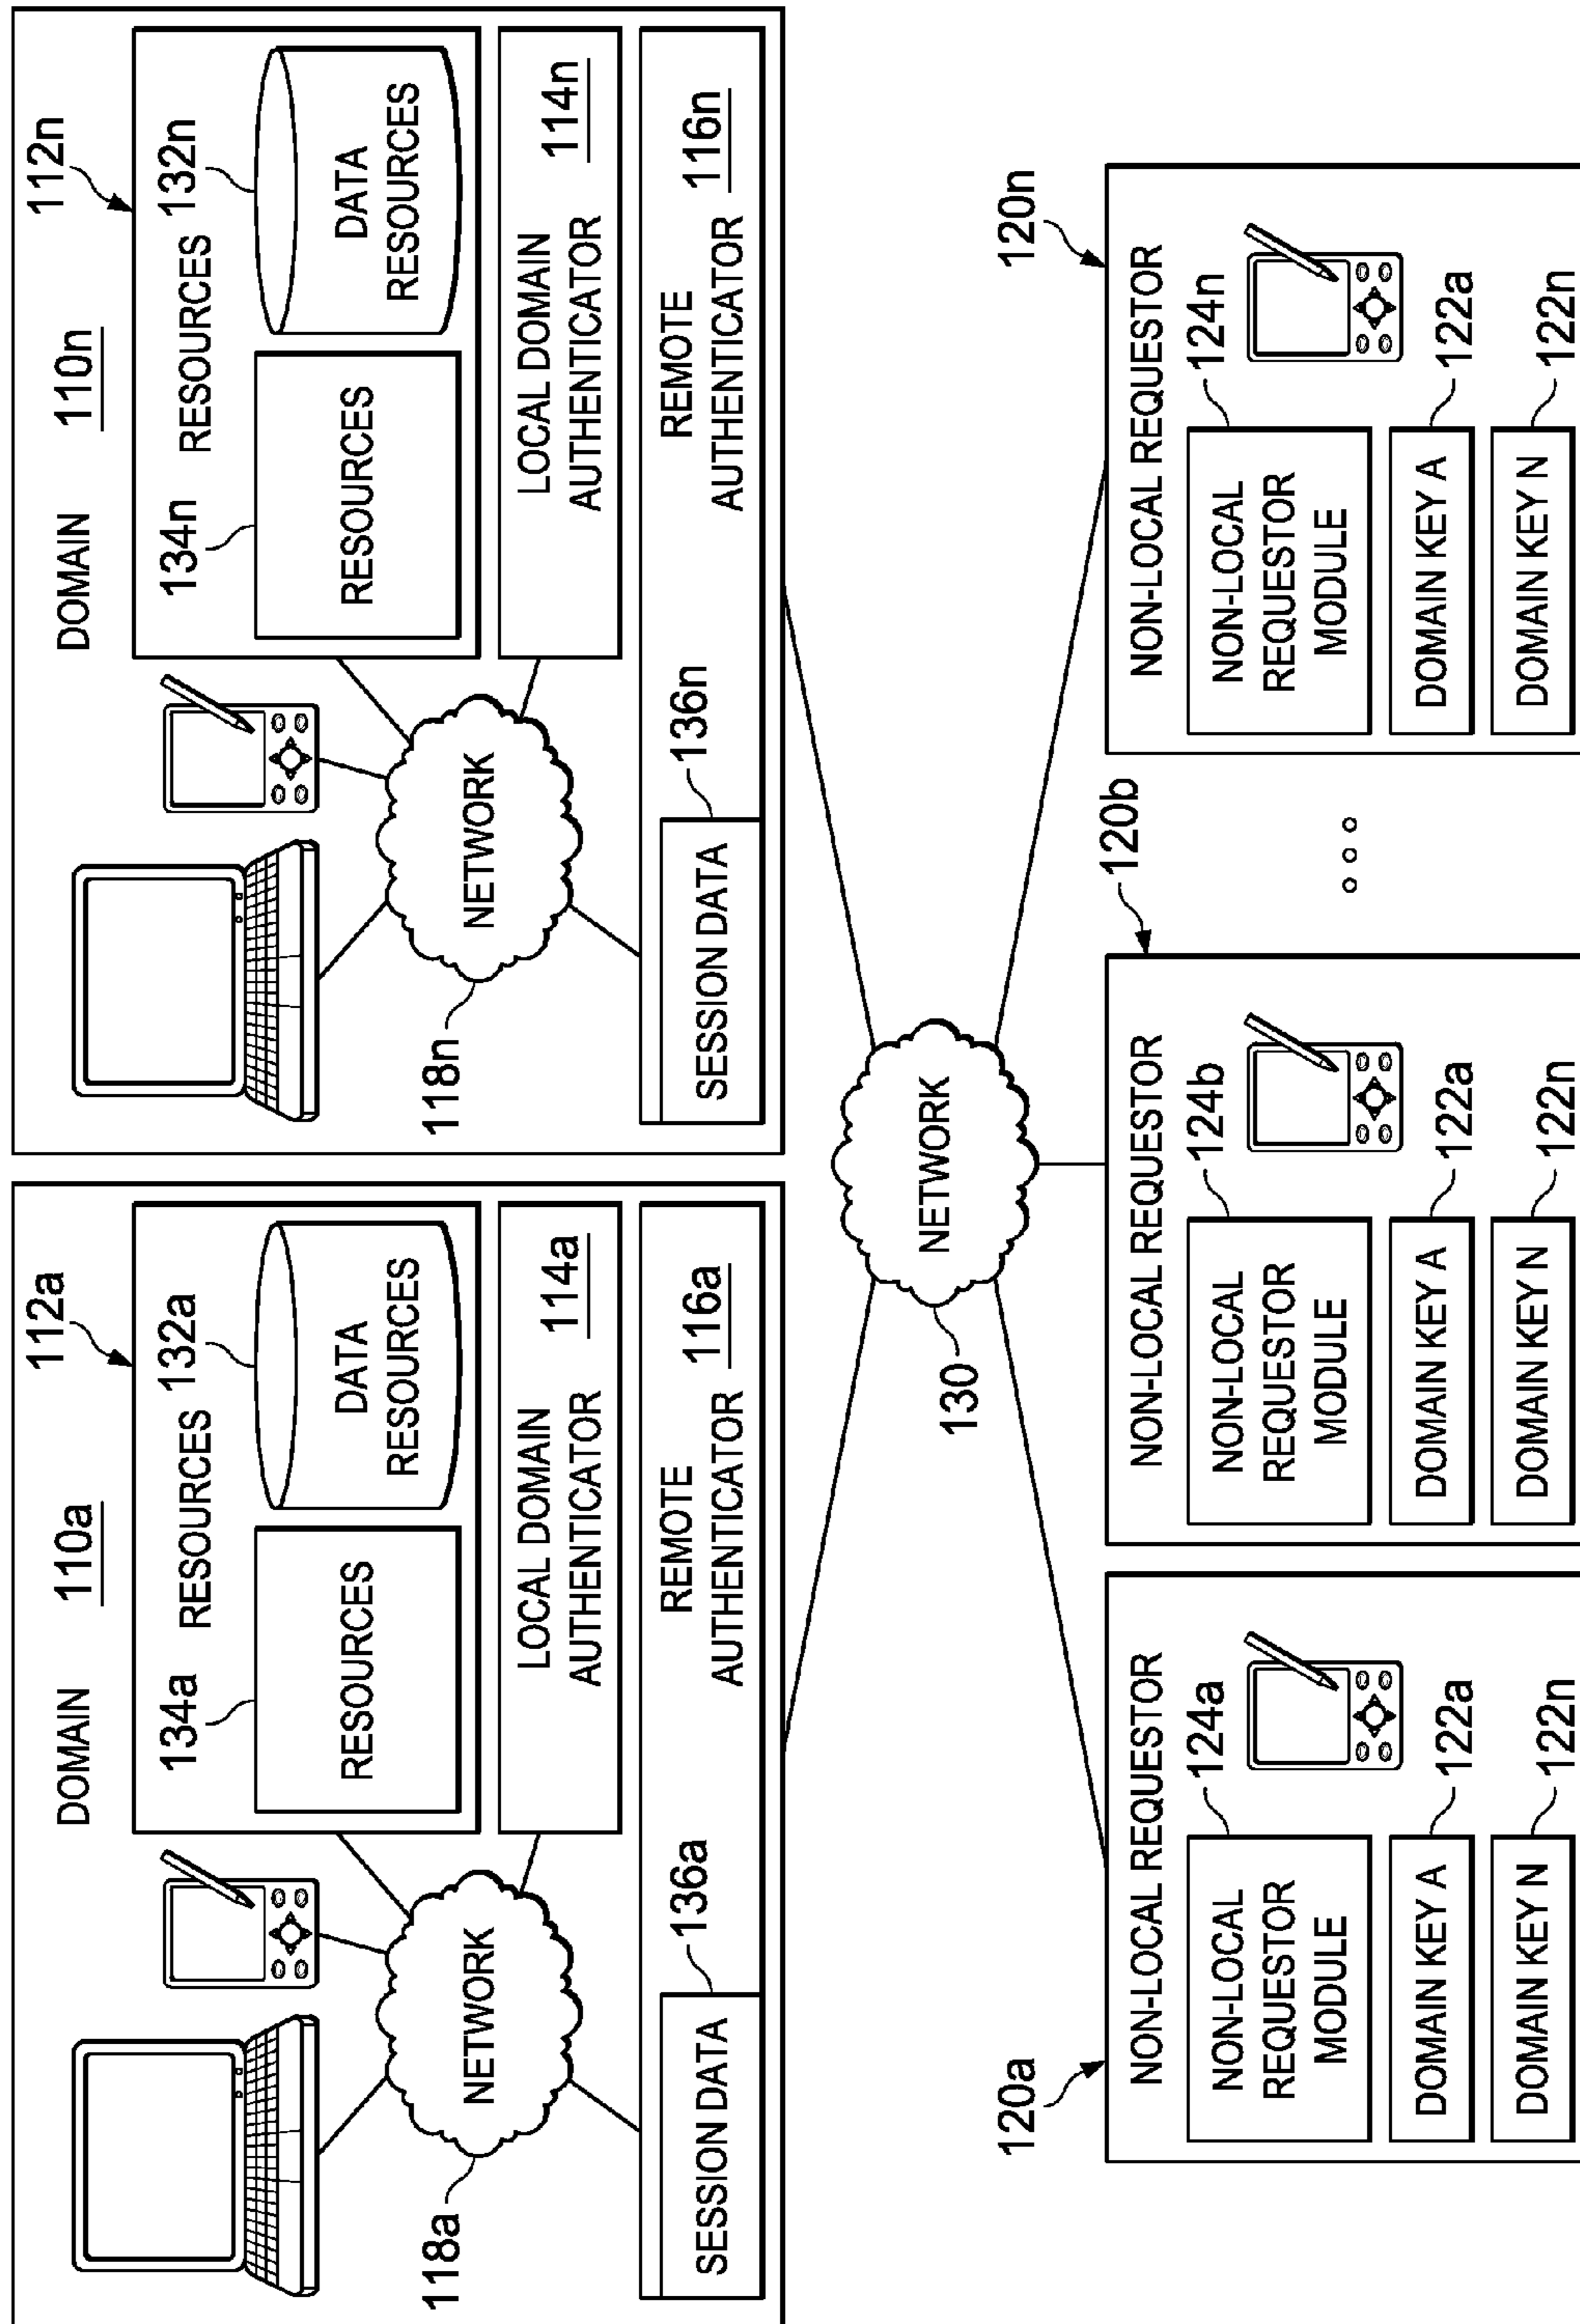 DOMAIN
110a
112a
134a
RESOURCES
132a
RESOURCES
DATA
RESOURCES
NETWORK
118a
LOCAL DOMAIN
AUTHENTICATOR
114a
REMOTE
AUTHENTICATOR
116a
SESSION DATA
136a
DOMAIN
110n
112n
134n
RESOURCES
132n
RESOURCES
DATA
RESOURCES
NETWORK
118n
LOCAL DOMAIN
AUTHENTICATOR
114n
REMOTE
AUTHENTICATOR
116n
SESSION DATA
136n
NETWORK
130
120a
NON-LOCAL REQUESTOR
NON-LOCAL
REQUESTOR
MODULE
124a
DOMAIN KEY A
122a
DOMAIN KEY N
122n
120b
NON-LOCAL REQUESTOR
NON-LOCAL
REQUESTOR
MODULE
124b
DOMAIN KEY A
122a
DOMAIN KEY N
122n
120n
NON-LOCAL REQUESTOR
NON-LOCAL
REQUESTOR
MODULE
124n
DOMAIN KEY A
122a
DOMAIN KEY N
122n